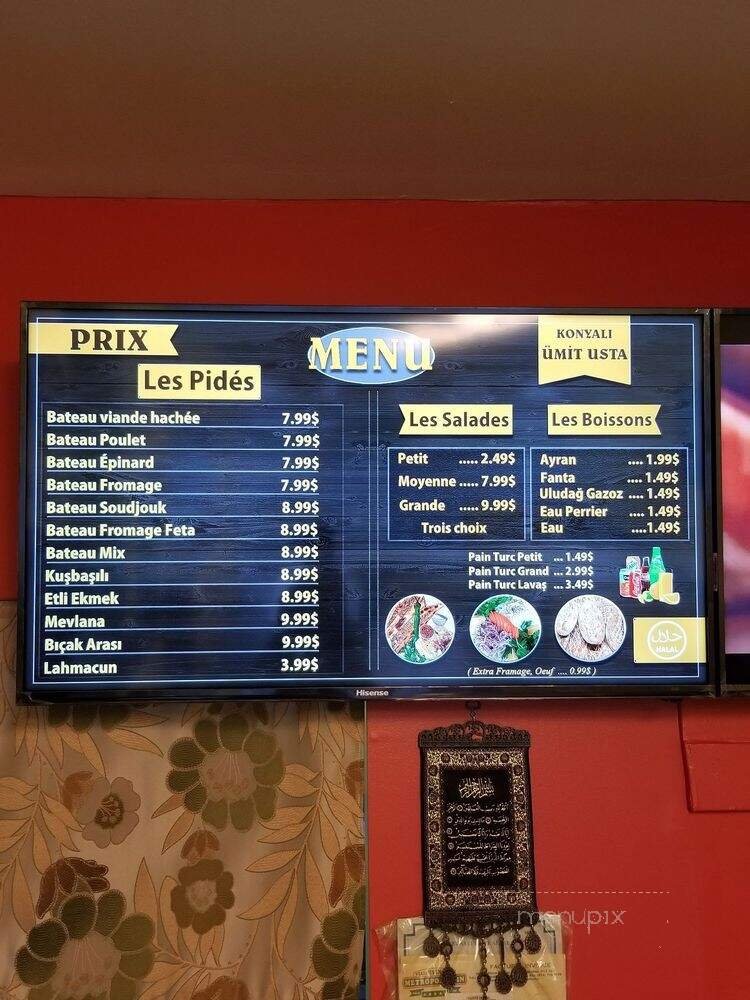 PRIX
MENU
KONYALI
ÜMİT USTA
Les Pidés
Bateau viande hachée 7.99$
Bateau Poulet 7.99$
Bateau Épinard 7.99$
Bateau Fromage 7.99$
Bateau Soudjouk 8.99$
Bateau Fromage Feta 8.99$
Bateau Mix 8.99$
Kuşbaşılı 8.99$
Etli Ekmek 8.99$
Mevlana 9.99$
Bıçak Arası 9.99$
Lahmacun 3.99$
Les Salades
Petit ..... 2.49$
Moyenne ..... 7.99$
Grande ..... 9.99$
Trois choix
Les Boissons
Ayran .... 1.99$
Fanta .... 1.49$
Uludağ Gazoz .... 1.49$
Eau Perrier .... 1.49$
Eau ....1.49$
Pain Turc Petit ... 1.49$
Pain Turc Grand ... 2.99$
Pain Turc Lavaş ... 3.49$
حلال
HALAL
( Extra Framage, Oeuf .... 0.99$ )
Hisense
menupix
METROPOLITAIN